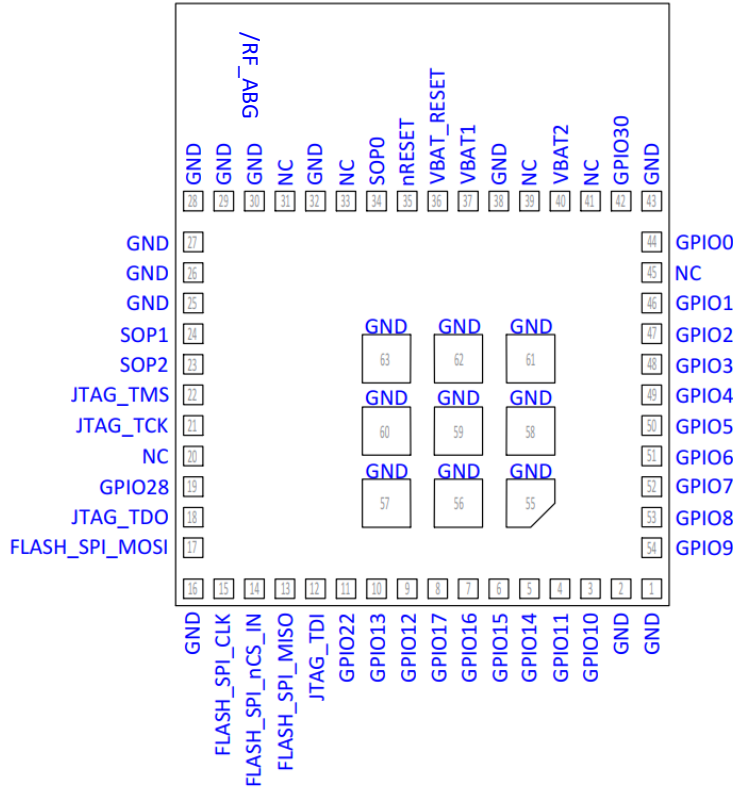 /RF_ABG
GND
GND
GND
NC
GND
NC
SOP0
nRESET
VBAT_RESET
VBAT1
GND
NC
VBAT2
NC
GPIO30
GND
28
29
30
31
32
33
34
35
36
37
38
39
40
41
42
43
GND 27
GND 26
GND 25
SOP1 24
SOP2 23
JTAG_TMS 22
JTAG_TCK 21
NC 20
GPIO28 19
JTAG_TDO 18
FLASH_SPI_MOSI 17
44 GPIO0
45 NC
46 GPIO1
47 GPIO2
48 GPIO3
49 GPIO4
50 GPIO5
51 GPIO6
52 GPIO7
53 GPIO8
54 GPIO9
GND GND GND
63 62 61
GND GND GND
60 59 58
GND GND GND
57 56 55
16
15
14
13
12
11
10
9
8
7
6
5
4
3
2
1
GND
FLASH_SPI_CLK
FLASH_SPI_nCS_IN
FLASH_SPI_MISO
JTAG_TDI
GPIO22
GPIO13
GPIO12
GPIO17
GPIO16
GPIO15
GPIO14
GPIO11
GPIO10
GND
GND